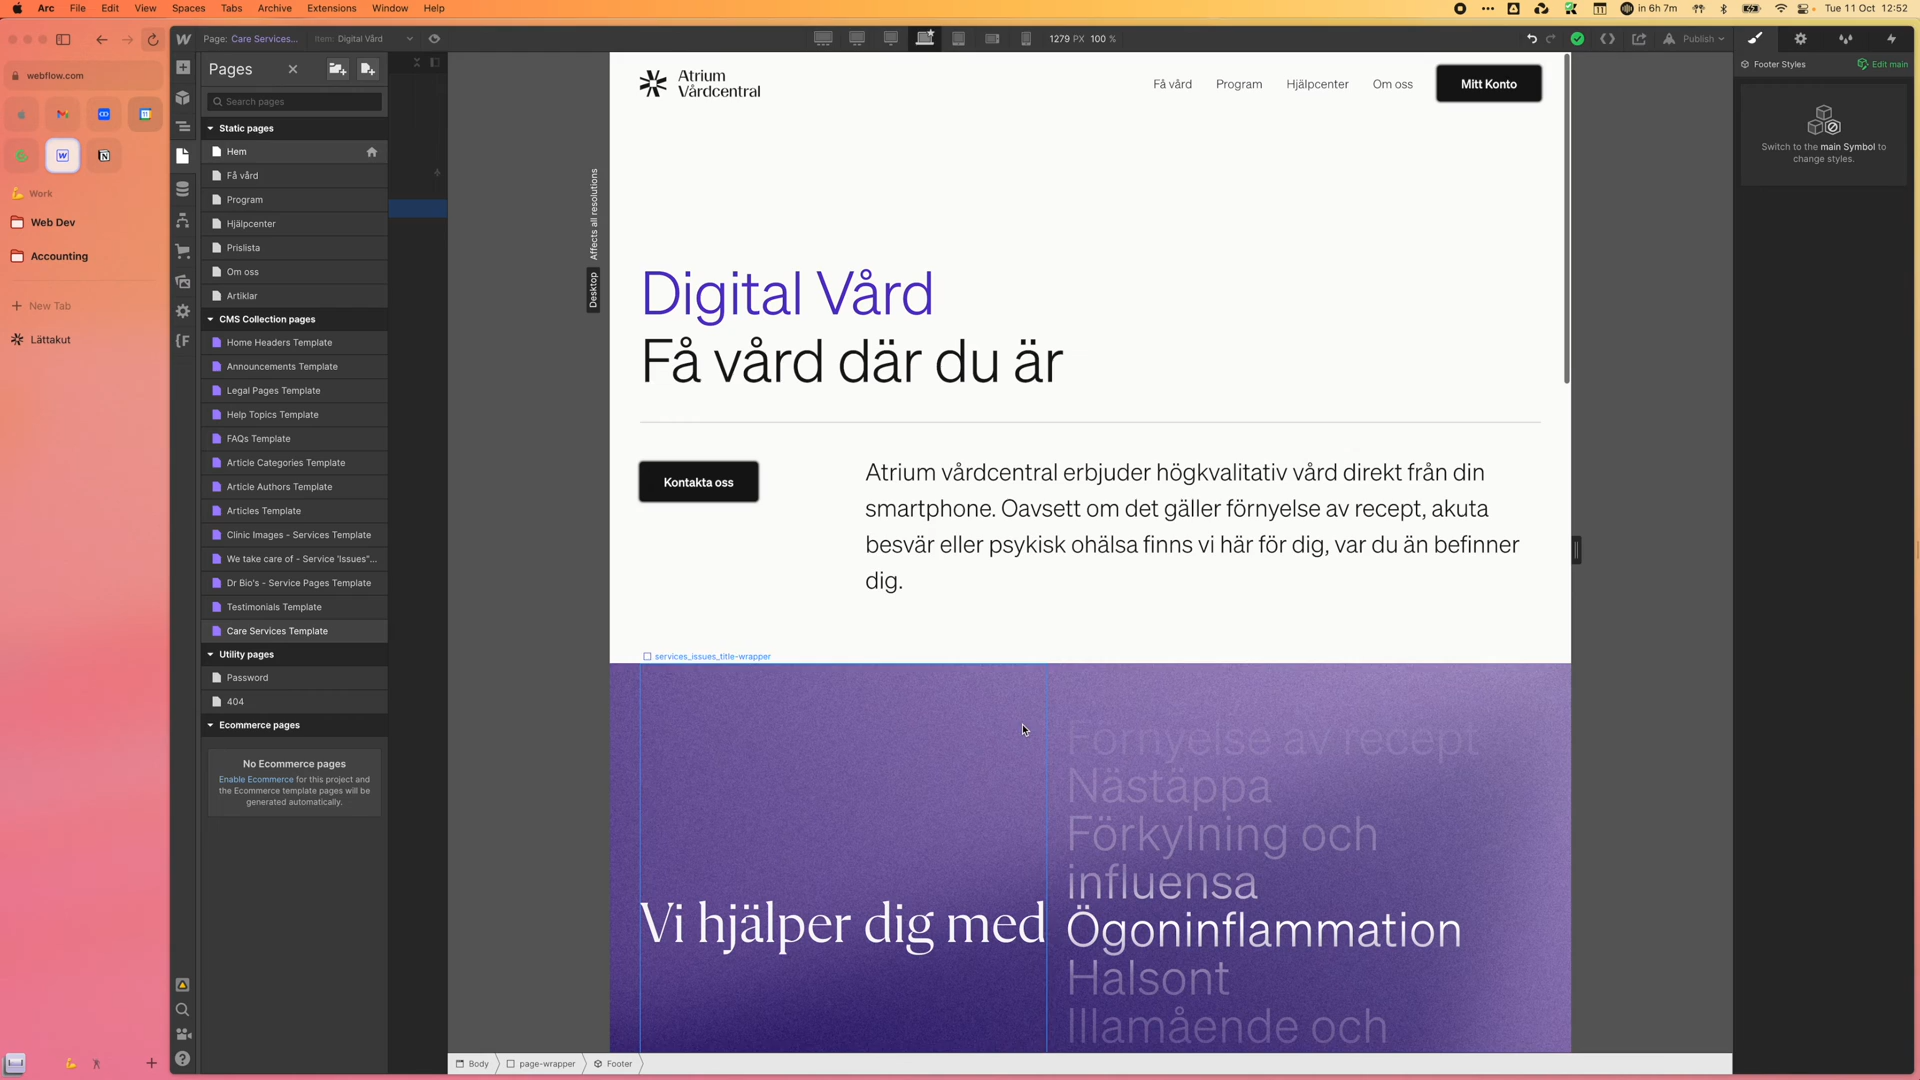 Arc File Edit View Spaces Tabs Archive Extensions Window Help
in 6h 7m
Tue 11 Oct 12:52
webflow.com
Work
Web Dev
Accounting
New Tab
Lättakut
Page: Care Services... Item: Digital Vård
1279 PX 100 %
Publish
Pages
Search pages
Static pages
Hem
Få vård
Program
Hjälpcenter
Prislista
Om oss
Artiklar
CMS Collection pages
Home Headers Template
Announcements Template
Legal Pages Template
Help Topics Template
FAQs Template
Article Categories Template
Article Authors Template
Articles Template
Clinic Images - Services Template
We take care of - Service 'Issues"...
Dr Bio's - Service Pages Template
Testimonials Template
Care Services Template
Utility pages
Password
404
Ecommerce pages
No Ecommerce pages
Enable Ecommerce for this project and
the Ecommerce template pages will be
generated automatically.
Affects all resolutions
Desktop
Atrium
Vårdcentral
Få vård Program Hjälpcenter Om oss Mitt Konto
Digital Vård
Få vård där du är
Kontakta oss
Atrium vårdcentral erbjuder högkvalitativ vård direkt från din
smartphone. Oavsett om det gäller förnyelse av recept, akuta
besvär eller psykisk ohälsa finns vi här för dig, var du än befinner
dig.
services_issues_title-wrapper
Vi hjälper dig med
Förnyelse av recept
Nästäppa
Förkylning och
influensa
Ögoninflammation
Halsont
Illamående och
Body page-wrapper Footer
Footer Styles
Edit main
Switch to the main Symbol to
change styles.